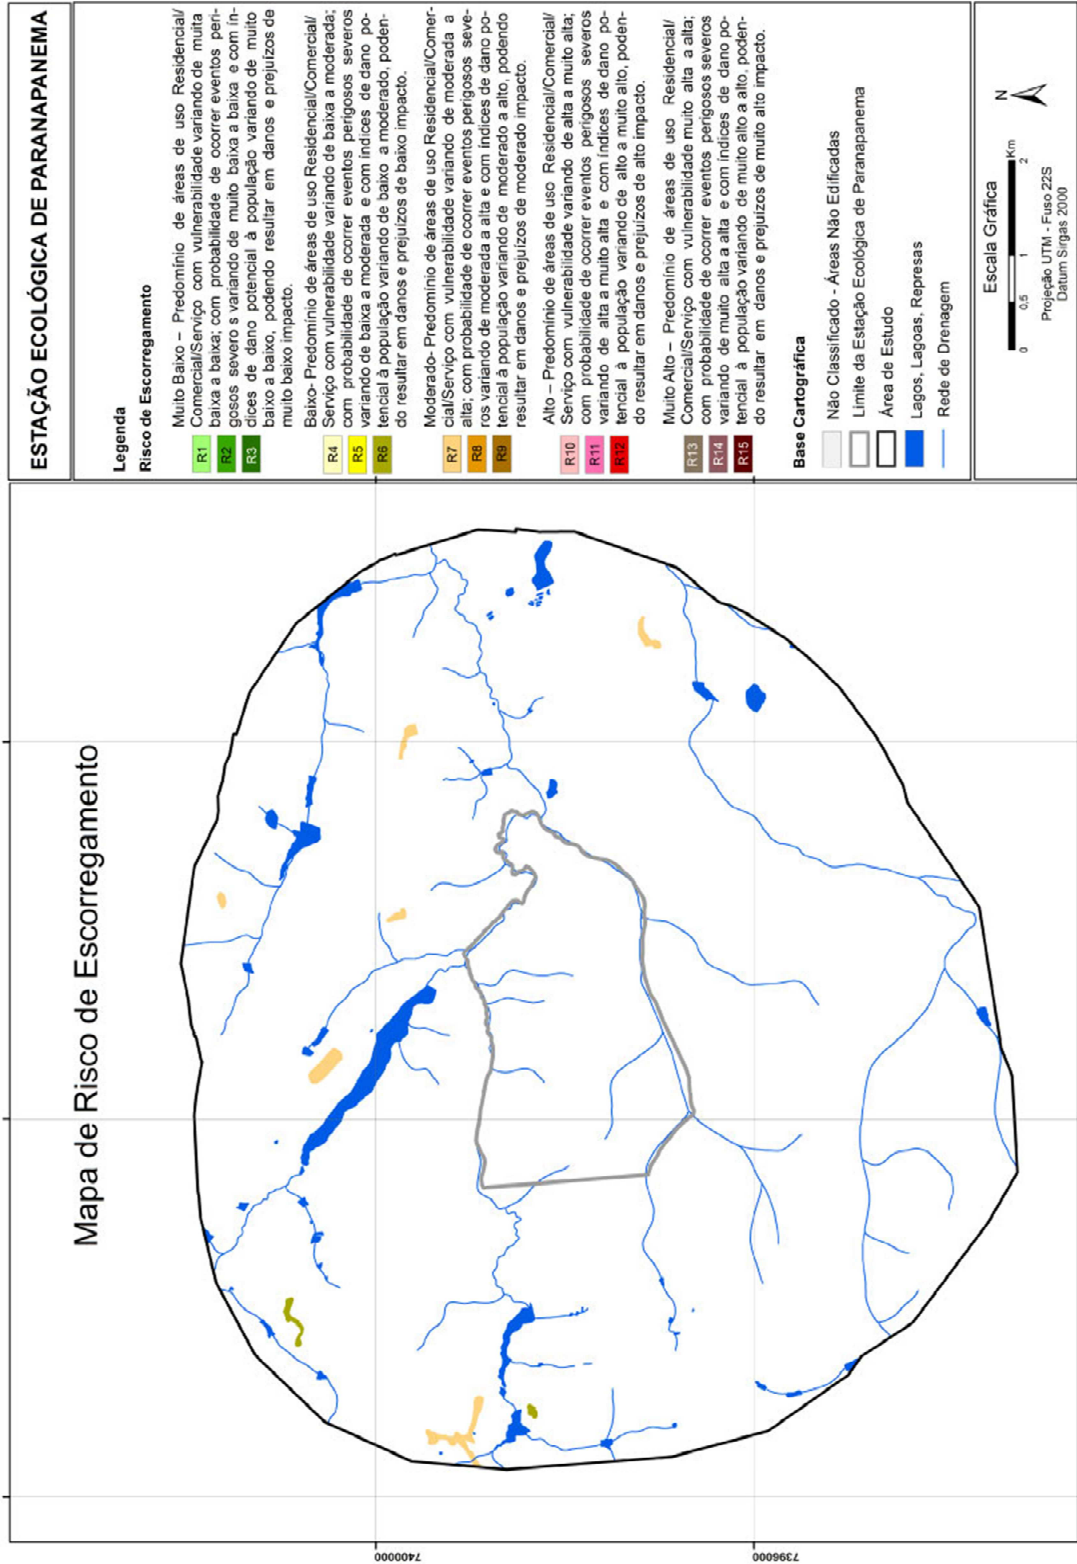 ESTAÇÃO ECOLÓGICA DE PARANAPANEMA
Mapa de Risco de Escorregamento
Legenda
Risco de Escorregamento
R1
R2
R3
Muito Baixo – Predomínio de áreas de uso Residencial/
Comercial/Serviço com vulnerabilidade variando de muita
baixa a baixa; com probabilidade de ocorrer eventos peri-
gosos severo s variando de muito baixa a baixa e com ín-
dices de dano potencial à população variando de muito
baixo a baixo, podendo resultar em danos e prejuízos de
muito baixo impacto.
R4
R5
R6
Baixo- Predomínio de áreas de uso Residencial/Comercial/
Serviço com vulnerabilidade variando de baixa a moderada;
com probabilidade de ocorrer eventos perigosos severos
variando de baixa a moderada e com índices de dano po-
tencial à população variando de baixo a moderado, poden-
do resultar em danos e prejuízos de baixo impacto.
R7
R8
R9
Moderado- Predomínio de áreas de uso Residencial/Comer-
cial/Serviço com vulnerabilidade variando de moderada a
alta; com probabilidade de ocorrer eventos perigosos seve-
ros variando de moderada a alta e com índices de dano po-
tencial à população variando de moderado a alto, podendo
resultar em danos e prejuízos de moderado impacto.
R10
R11
R12
Alto – Predomínio de áreas de uso Residencial/Comercial/
Serviço com vulnerabilidade variando de alta a muito alta;
com probabilidade de ocorrer eventos perigosos severos
variando de alta a muito alta e com índices de dano po-
tencial à população variando de alto a muito alto, poden-
do resultar em danos e prejuízos de alto impacto.
R13
R14
R15
Muito Alto – Predomínio de áreas de uso Residencial/
Comercial/Serviço com vulnerabilidade muito alta a alta;
com probabilidade de ocorrer eventos perigosos severos
variando de muito alta a alta e com índices de dano po-
tencial à população variando de muito alto a alto, poden-
do resultar em danos e prejuízos de muito alto impacto.
Base Cartográfica
Não Classificado - Áreas Não Edificadas
Limite da Estação Ecológica de Paranapanema
Área de Estudo
Lagos, Lagoas, Represas
Rede de Drenagem
Escala Gráfica
0 0,5 1 2 Km
N
Projeção UTM - Fuso 22S
Datum Sirgas 2000
7400000
7396000